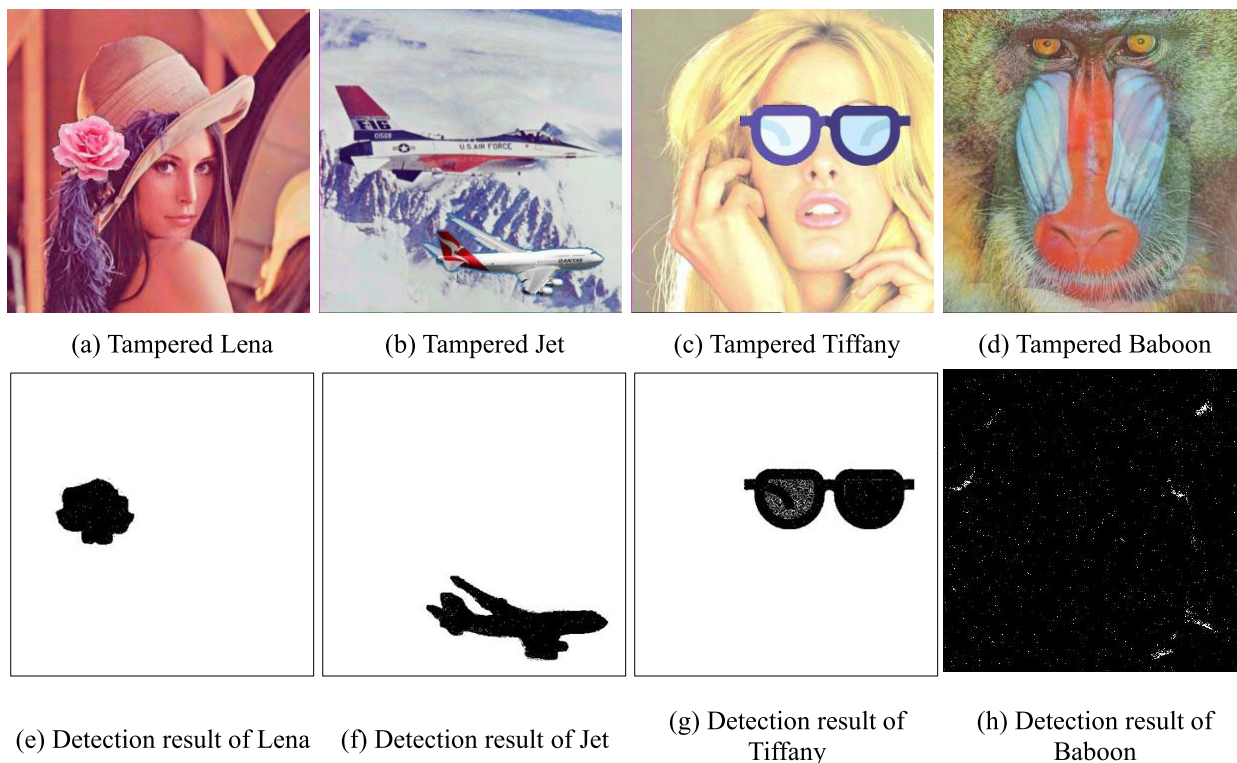 F16
01568
U.S. AIR FORCE
QANTAS
(a) Tampered Lena
(b) Tampered Jet
(c) Tampered Tiffany
(d) Tampered Baboon
(e) Detection result of Lena
(f) Detection result of Jet
(g) Detection result of
Tiffany
(h) Detection result of
Baboon